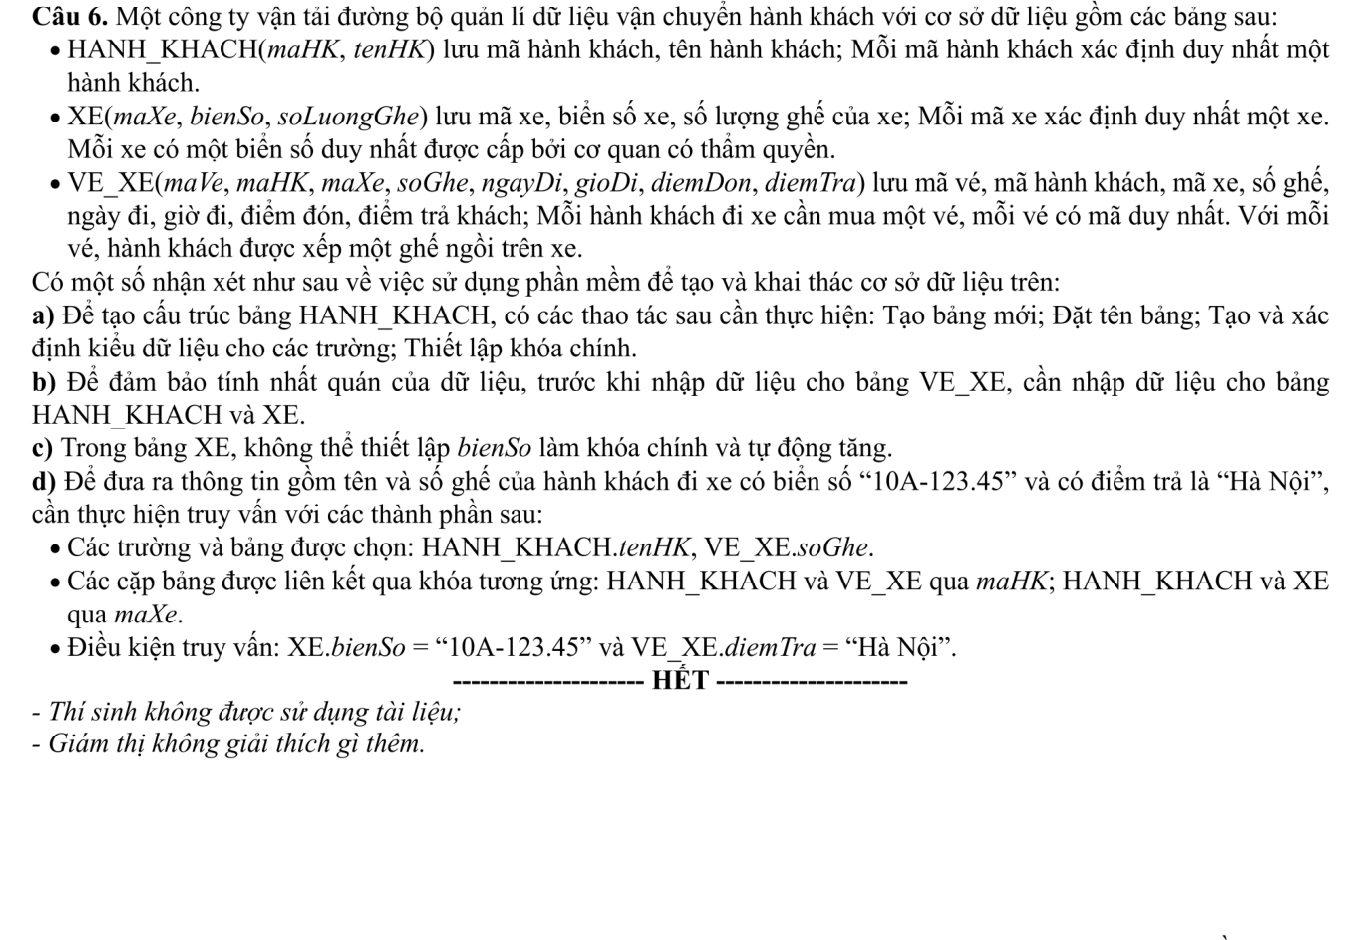 Câu 6. Một công ty vận tải đường bộ quản lí dữ liệu vận chuyển hành khách với cơ sở dữ liệu gồm các bảng sau:
• HANH_KHACH(maHK, tenHK) lưu mã hành khách, tên hành khách; Mỗi mã hành khách xác định duy nhất một
hành khách.
• XE(maXe, bienSo, soLuongGhe) lưu mã xe, biển số xe, số lượng ghế của xe; Mỗi mã xe xác định duy nhất một xe.
Mỗi xe có một biển số duy nhất được cấp bởi cơ quan có thẩm quyền.
• VE_XE(maVe, maHK, maXe, soGhe, ngayDi, gioDi, diemDon, diemTra) lưu mã vé, mã hành khách, mã xe, số ghế,
ngày đi, giờ đi, điểm đón, điểm trả khách; Mỗi hành khách đi xe cần mua một vé, mỗi vé có mã duy nhất. Với mỗi
vé, hành khách được xếp một ghế ngồi trên xe.
Có một số nhận xét như sau về việc sử dụng phần mềm để tạo và khai thác cơ sở dữ liệu trên:
a) Để tạo cấu trúc bảng HANH_KHACH, có các thao tác sau cần thực hiện: Tạo bảng mới; Đặt tên bảng; Tạo và xác
định kiểu dữ liệu cho các trường; Thiết lập khóa chính.
b) Để đảm bảo tính nhất quán của dữ liệu, trước khi nhập dữ liệu cho bảng VE_XE, cần nhập dữ liệu cho bảng
HANH_KHACH và XE.
c) Trong bảng XE, không thể thiết lập bienSo làm khóa chính và tự động tăng.
d) Để đưa ra thông tin gồm tên và số ghế của hành khách đi xe có biển số “10A-123.45” và có điểm trả là “Hà Nội”,
cần thực hiện truy vấn với các thành phần sau:
• Các trường và bảng được chọn: HANH_KHACH.tenHK, VE_XE.soGhe.
• Các cặp bảng được liên kết qua khóa tương ứng: HANH_KHACH và VE_XE qua maHK; HANH_KHACH và XE
qua maXe.
• Điều kiện truy vấn: XE.bienSo = “10A-123.45” và VE_XE.diemTra = “Hà Nội”.
--------------------- HẾT ---------------------
- Thí sinh không được sử dụng tài liệu;
- Giám thị không giải thích gì thêm.